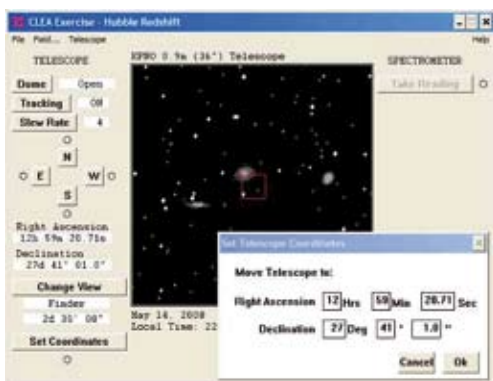 CLEA Exercise - Hubble Redshift
File Field... Telescope Help
TELESCOPE
KPNO 0.9m (36") Telescope
SPECTROMETER
Dome Open
Take Reading
Tracking
Slew Rate 4
N
E W
S
Right Ascension
12h 59m 20.71s
Declination
27d 41' 01.0"
Change View
Finder
2d 31' 08"
Set Coordinates
May 14, 2008
Local Time: 22
Set Telescope Coordinates
Move Telescope to:
Right Ascension 12 Hrs 59 Min 20.71 Sec
Declination 27 Deg 41 ' 1.0 "
Cancel Ok